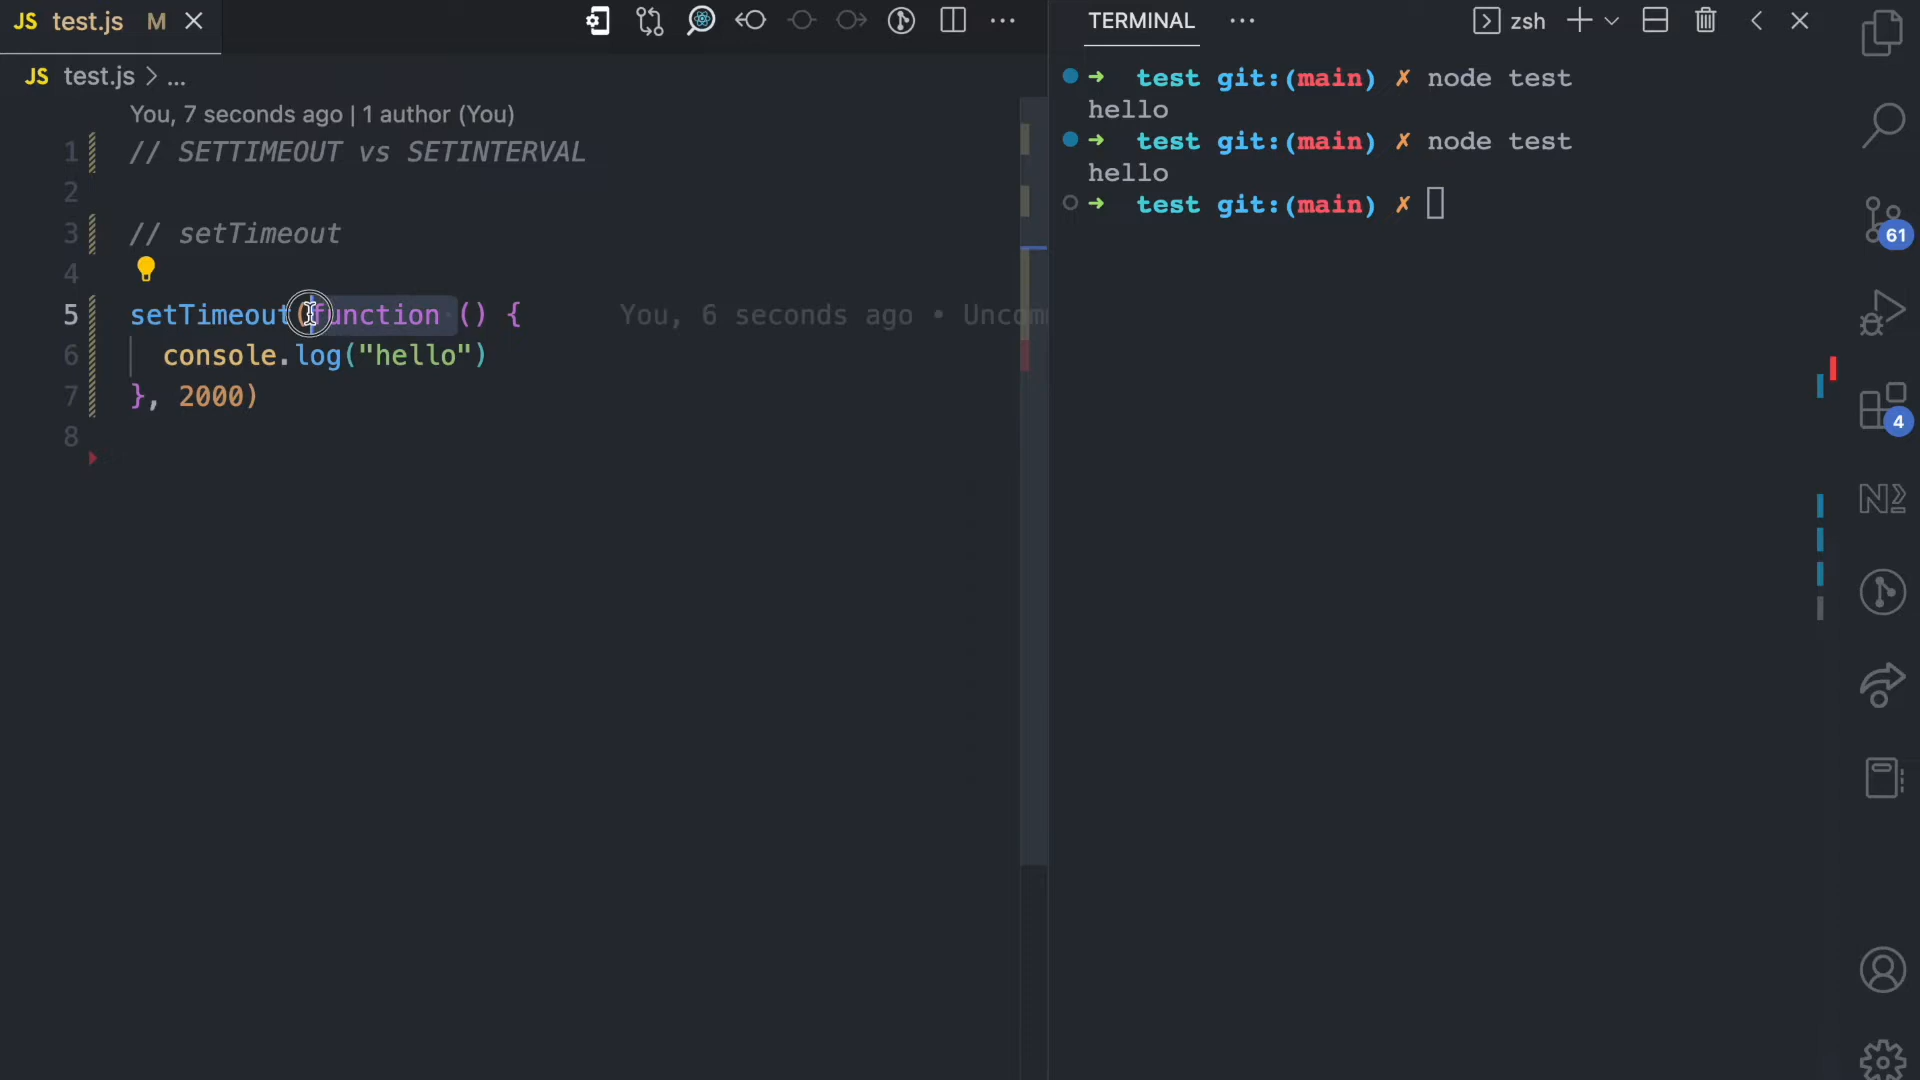 JS test.js M
TERMINAL
zsh
JS test.js > ...
You, 7 seconds ago | 1 author (You)
1 // SETTIMEOUT vs SETINTERVAL
2
3 // setTimeout
4
5 setTimeout(function () { You, 6 seconds ago • Uncom
6 console.log("hello")
7 }, 2000)
8
➜ test git:(main) ✗ node test
hello
➜ test git:(main) ✗ node test
hello
➜ test git:(main) ✗
61
4